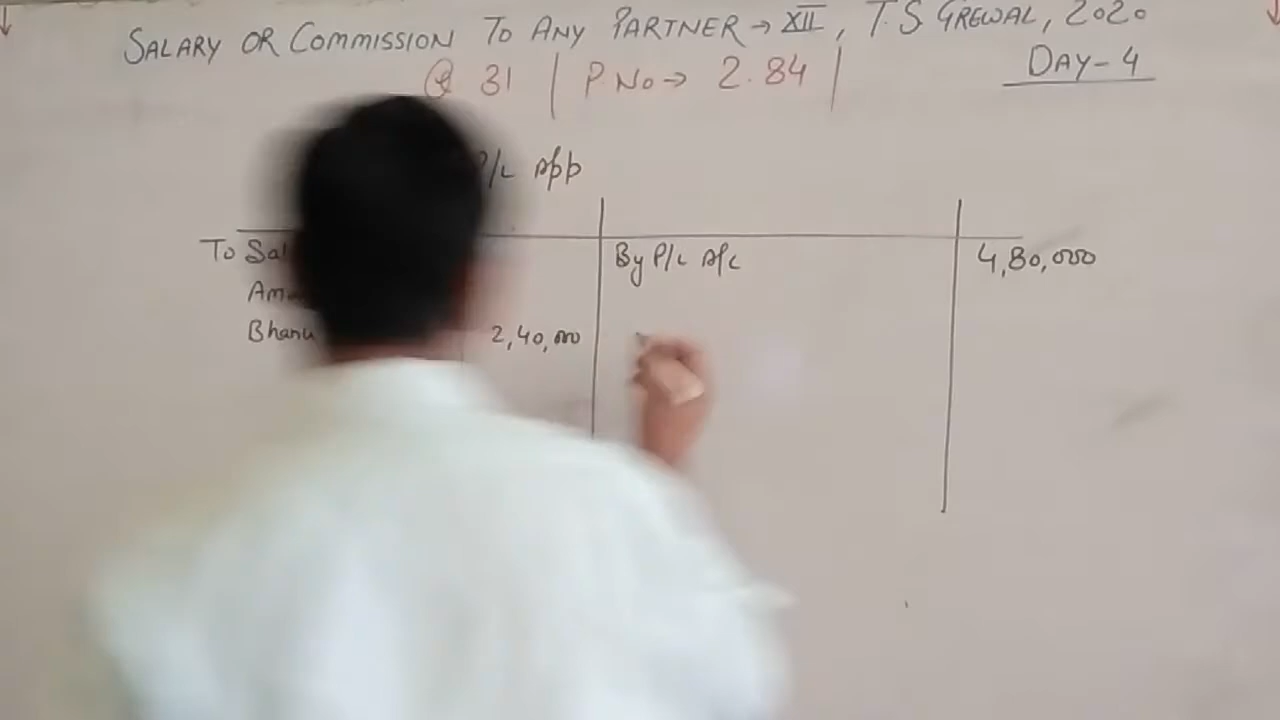 SALARY OR COMMISSION TO ANY PARTNER → XII, T.S GREWAL, 2020
Q 31 | P No → 2.84 |
DAY-4
P/L App
To Sal
By P/L A/c 4,80,000
Am
Bhanu 2,40,000